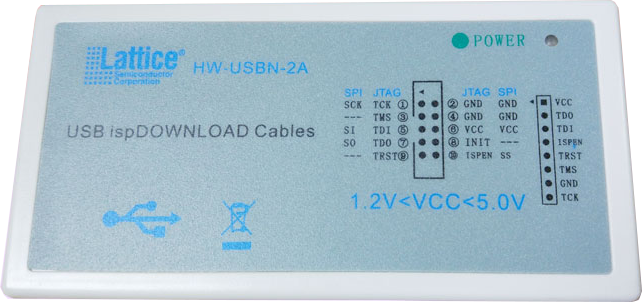 POWER
Lattice®
Semiconductor
Corporation
HW-USBN-2A
USB ispDOWNLOAD Cables
SPI JTAG JTAG SPI
SCK TCK ① ② GND GND
--- TMS ③ ④ GND GND
SI TDI ⑤ ⑥ VCC VCC
SO TDO ⑦ ⑧ INIT ---
--- TRST ⑨ ⑩ ISPEN SS
VCC
TDO
TDI
ISPEN
TRST
TMS
GND
TCK
1.2V<VCC<5.0V